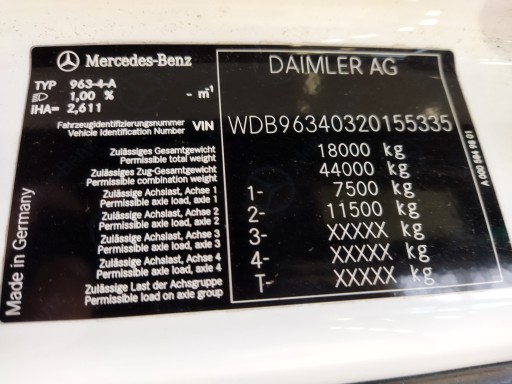 Mercedes-Benz
DAIMLER AG
TYP 963-4-A
1,00 % - m⁻¹
iHA= 2,611
Fahrzeugidentifizierungsnummer
Vehicle Identification Number VIN WDB96340320155335
Zulässiges Gesamtgewicht
Permissible total weight 18000 kg
Zulässiges Zug-Gesamtgewicht
Permissible combination weight 44000 kg
Zulässige Achslast, Achse 1
Permissible axle load, axle 1 1- 7500 kg
Zulässige Achslast, Achse 2
Permissible axle load, axle 2 2- 11500 kg
Zulässige Achslast, Achse 3
Permissible axle load, axle 3 3- XXXXX kg
Zulässige Achslast, Achse 4
Permissible axle load, axle 4 4- XXXXX kg
Zulässige Last der Achsgruppe
Permissible load on axle group T- XXXXX kg
Made in Germany